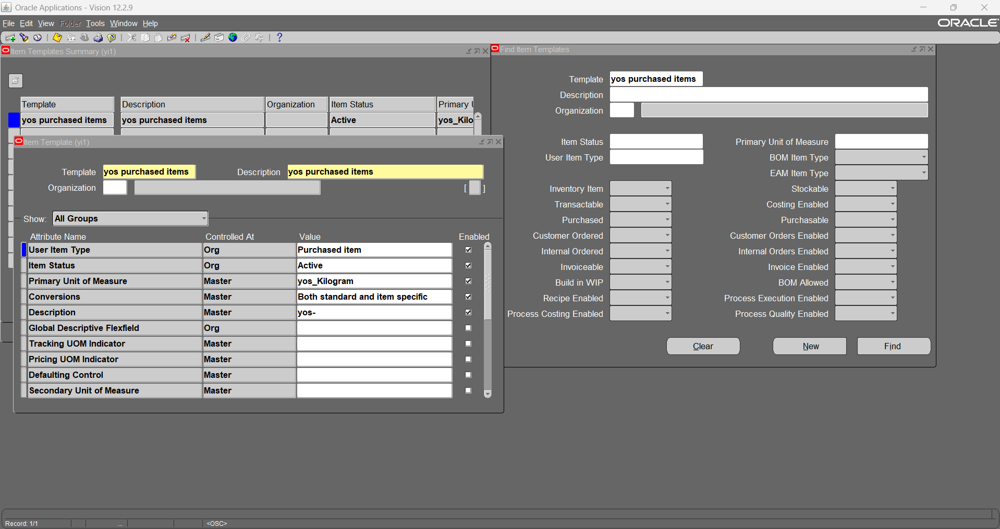 Oracle Applications - Vision 12.2.9
File Edit View Folder Tools Window Help
ORACLE
Item Templates Summary (yi1)
Template Description Organization Item Status Primary U
yos purchased items yos purchased items Active yos_Kilo
Item Template (yi1)
Template yos purchased items Description yos purchased items
Organization [ ]
Show: All Groups
Attribute Name Controlled At Value Enabled
User Item Type Org Purchased item
Item Status Org Active
Primary Unit of Measure Master yos_Kilogram
Conversions Master Both standard and item specific
Description Master yos-
Global Descriptive Flexfield Org
Tracking UOM Indicator Master
Pricing UOM Indicator Master
Defaulting Control Master
Secondary Unit of Measure Master
Find Item Templates
Template yos purchased items
Description
Organization
Item Status Primary Unit of Measure
User Item Type BOM Item Type
EAM Item Type
Inventory Item Stockable
Transactable Costing Enabled
Purchased Purchasable
Customer Ordered Customer Orders Enabled
Internal Ordered Internal Orders Enabled
Invoiceable Invoice Enabled
Build in WIP BOM Allowed
Recipe Enabled Process Execution Enabled
Process Costing Enabled Process Quality Enabled
Clear New Find
Record: 1/1 ... <OSC>